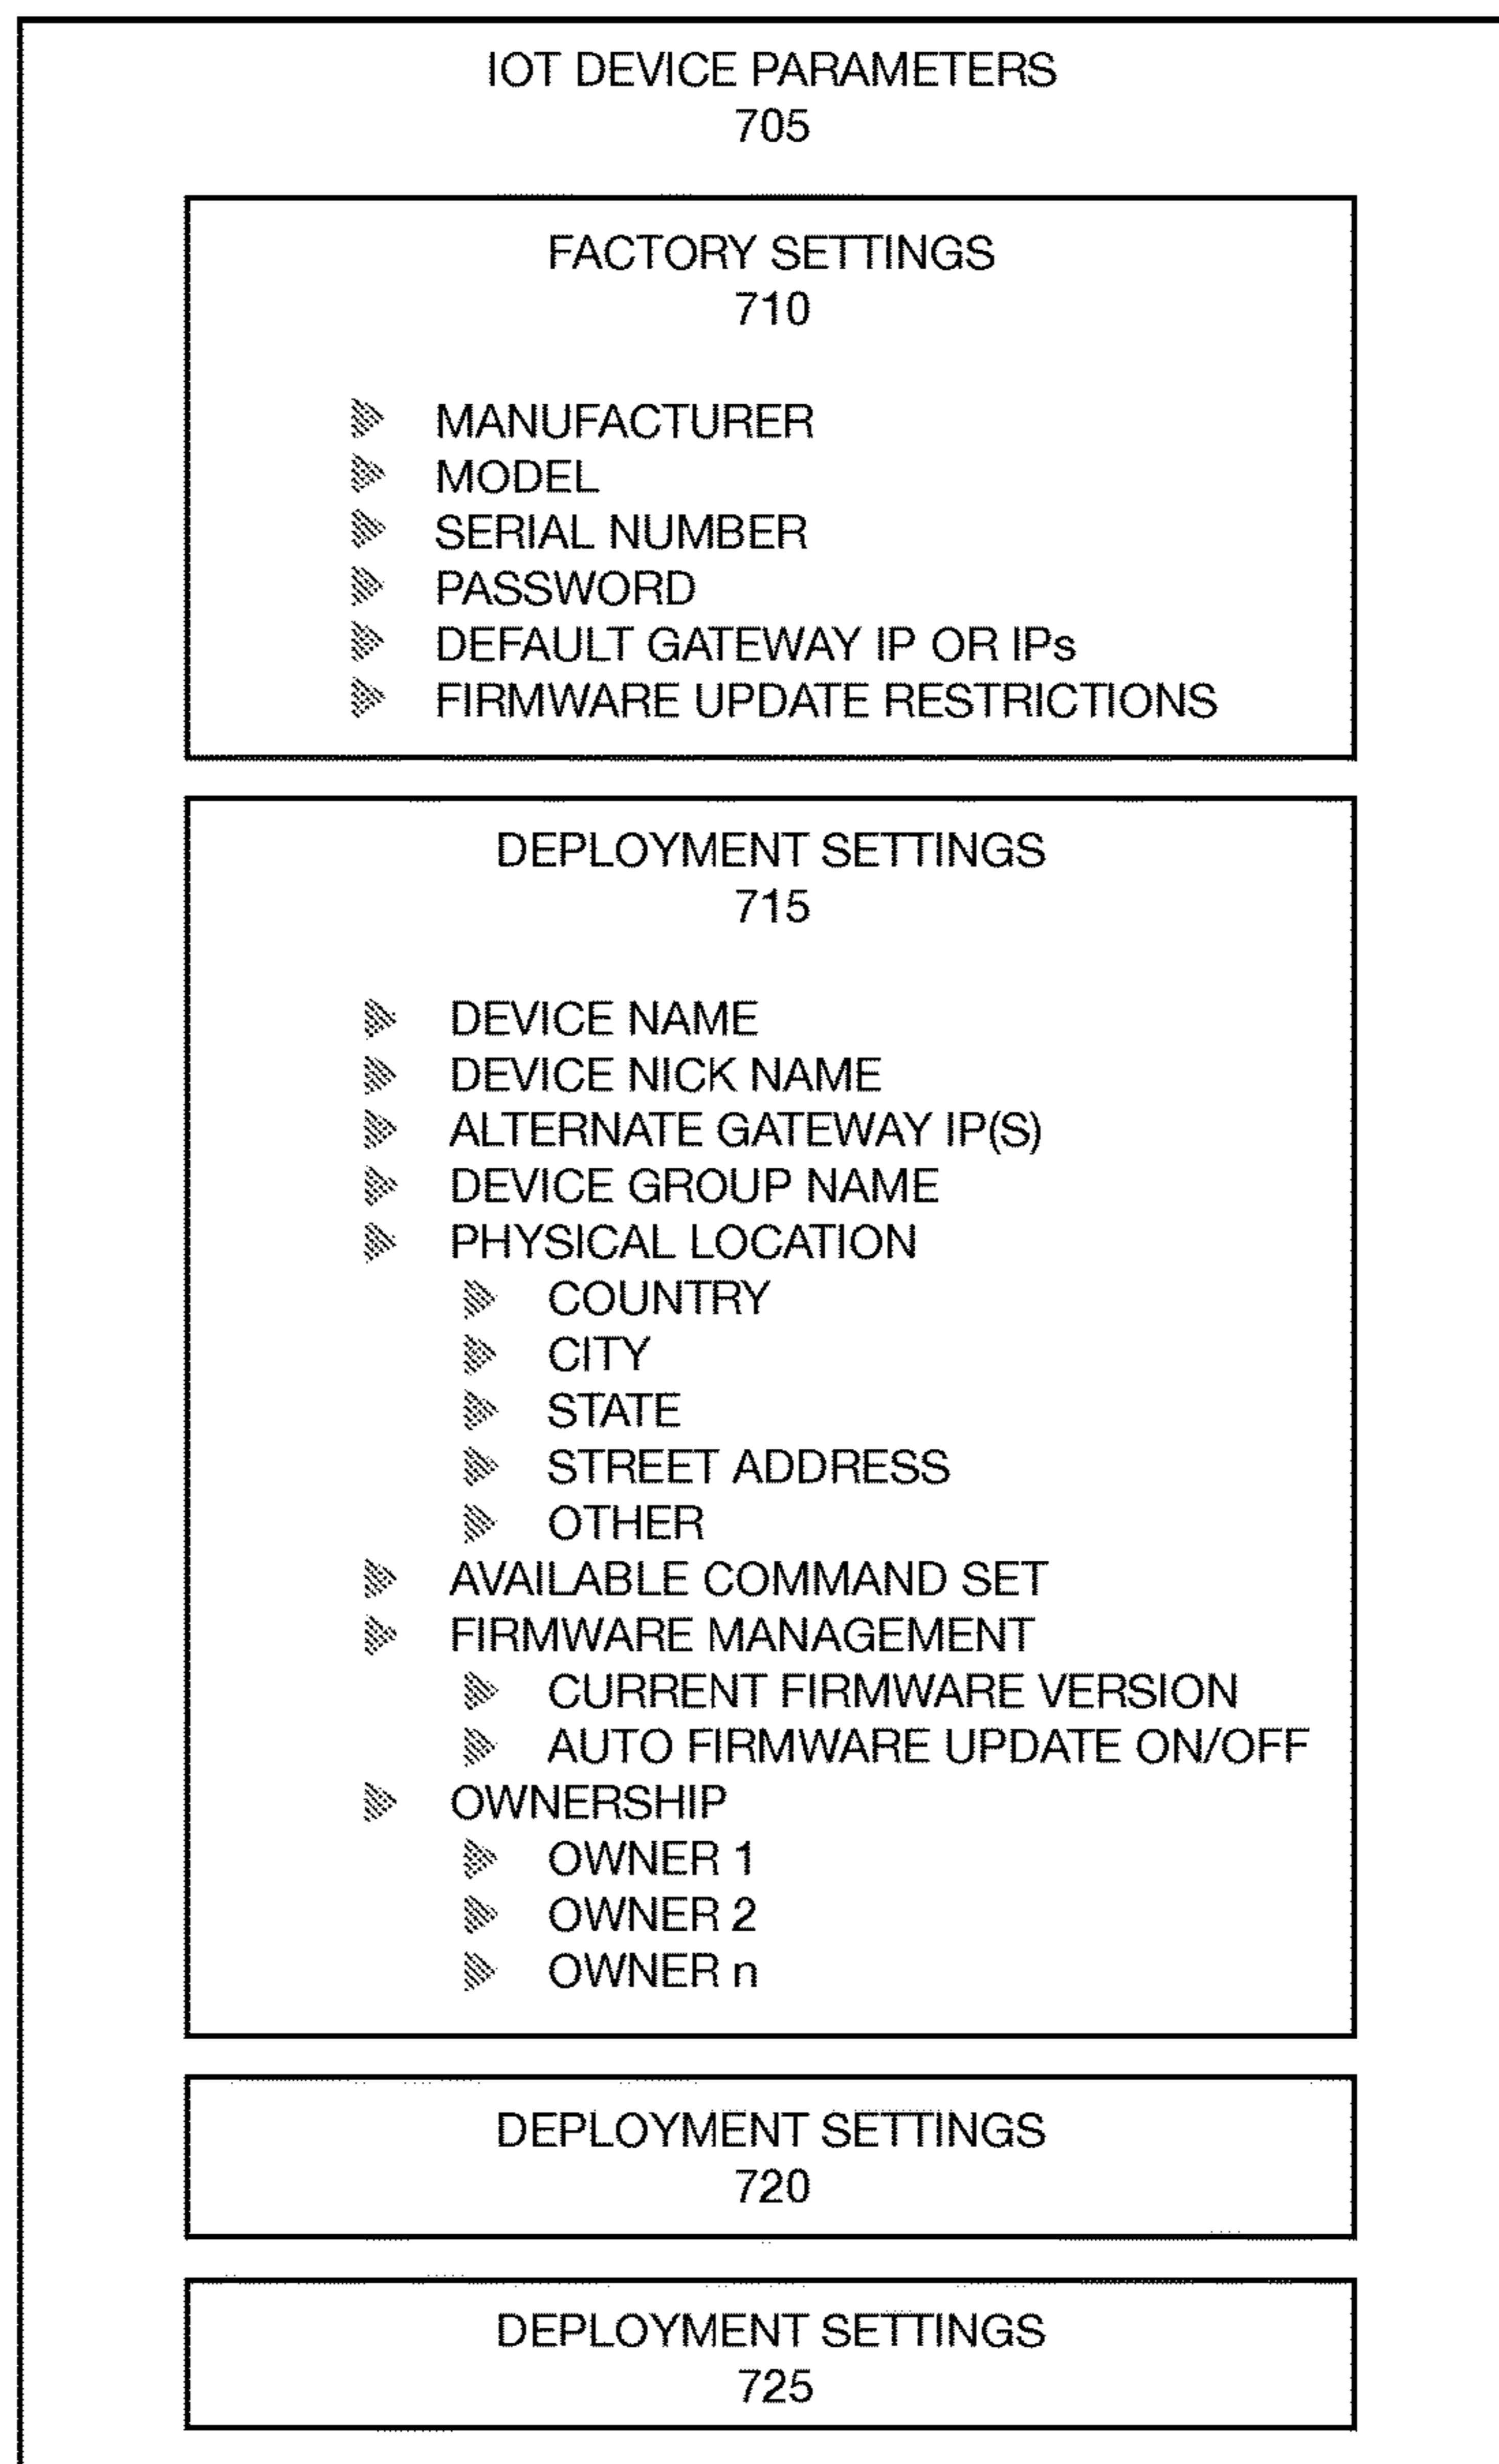 IOT DEVICE PARAMETERS
705
FACTORY SETTINGS
710
MANUFACTURER
MODEL
SERIAL NUMBER
PASSWORD
DEFAULT GATEWAY IP OR IPs
FIRMWARE UPDATE RESTRICTIONS
DEPLOYMENT SETTINGS
715
DEVICE NAME
DEVICE NICK NAME
ALTERNATE GATEWAY IP(S)
DEVICE GROUP NAME
PHYSICAL LOCATION
COUNTRY
CITY
STATE
STREET ADDRESS
OTHER
AVAILABLE COMMAND SET
FIRMWARE MANAGEMENT
CURRENT FIRMWARE VERSION
AUTO FIRMWARE UPDATE ON/OFF
OWNERSHIP
OWNER 1
OWNER 2
OWNER n
DEPLOYMENT SETTINGS
720
DEPLOYMENT SETTINGS
725